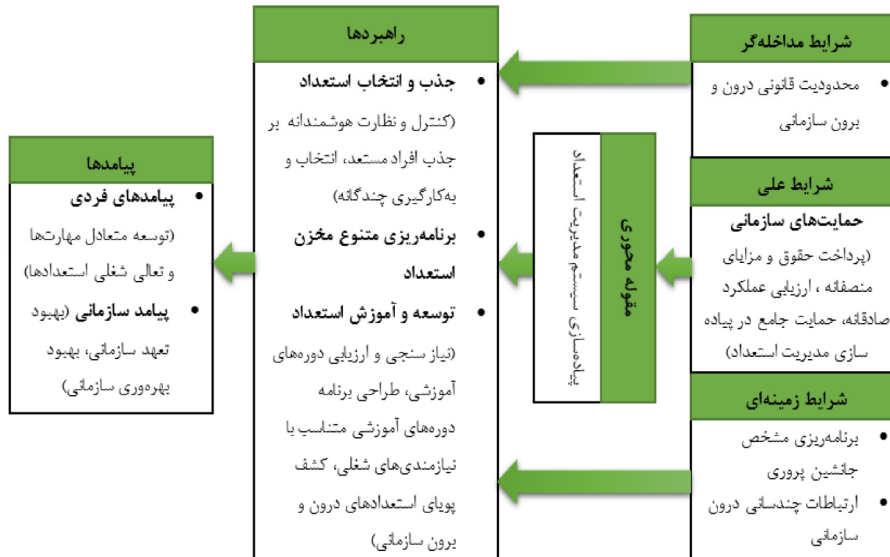 شرایط مداخله‌گر
• محدودیت قانونی درون و
برون سازمانی
شرایط علی
حمایت‌های سازمانی
(پرداخت حقوق و مزایای
منصفانه ، ارزیابی عملکرد
صادقانه، حمایت جامع در پیاده
سازی مدیریت استعداد)
شرایط زمینه‌ای
• برنامه‌ریزی مشخص
جانشین پروری
• ارتباطات چندسانی درون
سازمانی
مقوله محوری
پیاده‌سازی سیستم مدیریت استعداد
راهبردها
• جذب و انتخاب استعداد
(کنترل و نظارت هوشمندانه بر
جذب افراد مستعد، انتخاب و
به‌کارگیری چندگانه)
• برنامه‌ریزی متنوع مخزن
استعداد
• توسعه و آموزش استعداد
(نیاز سنجی و ارزیابی دوره‌های
آموزشی، طراحی برنامه
دوره‌های آموزشی متناسب با
نیازمندی‌های شغلی، کشف
پویای استعدادهای درون و
برون سازمانی)
پیامدها
• پیامدهای فردی
(توسعه متعادل مهارت‌ها
و تعالی شغلی استعدادها)
• پیامد سازمانی (بهبود
تعهد سازمانی، بهبود
بهره‌وری سازمانی)